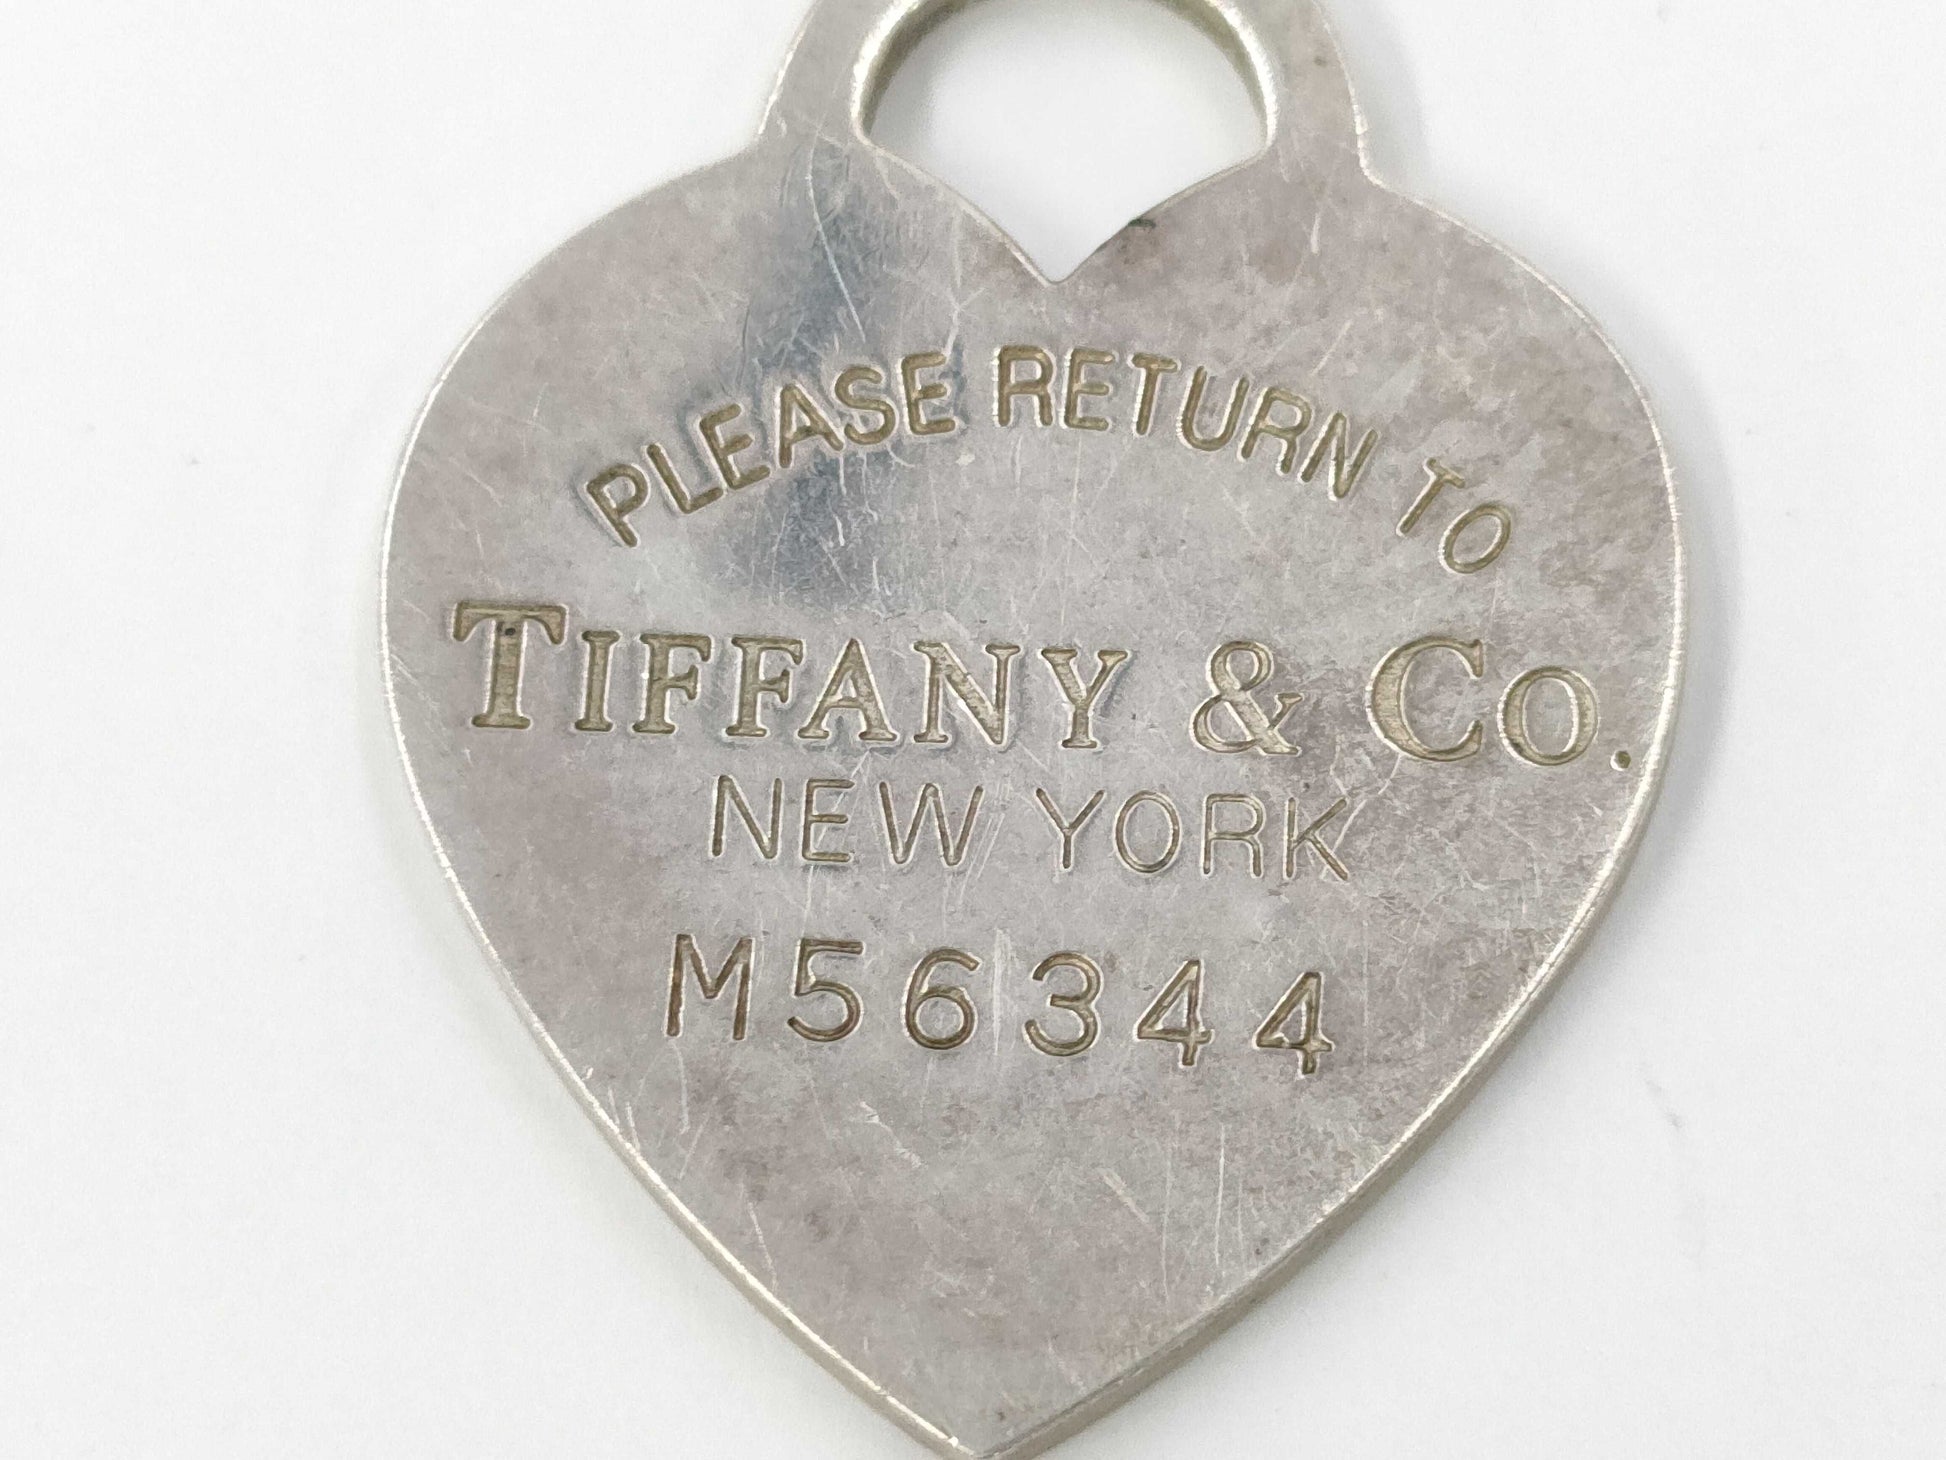 PLEASE RETURN TO
TIFFANY & CO.
NEW YORK
M56344